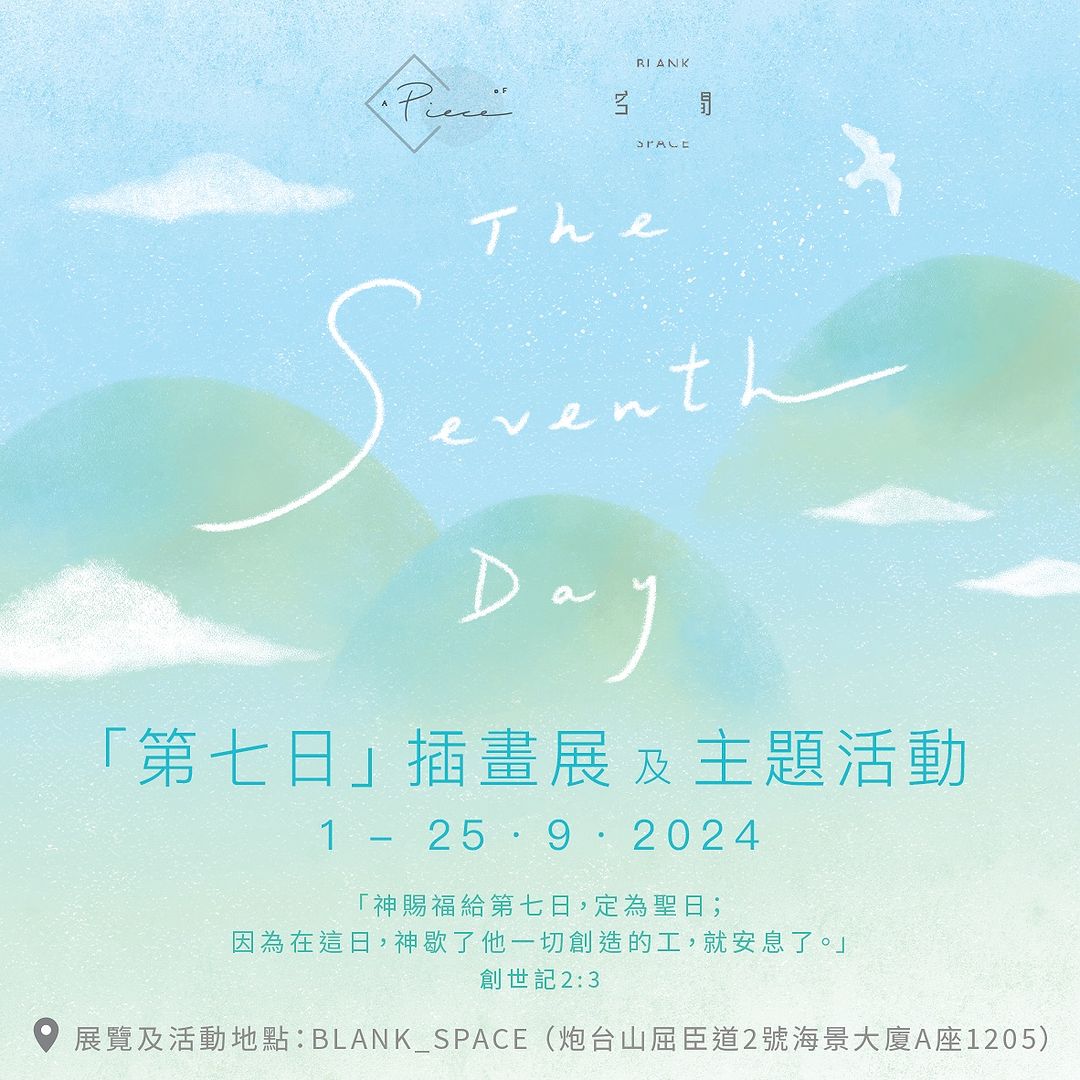 A Piece OF
BLANK
空間
SPACE
The
Seventh
Day
「第七日」插畫展 及 主題活動
1 – 25 · 9 · 2024
「神賜福給第七日，定為聖日；
因為在這日，神歇了他一切創造的工，就安息了。」
創世記2:3
展覽及活動地點：BLANK_SPACE（炮台山屈臣道2號海景大廈A座1205）